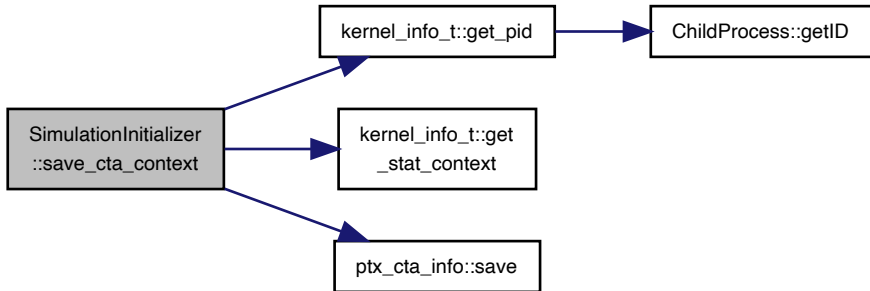 kernel_info_t::get_pid
ChildProcess::getID
SimulationInitializer
::save_cta_context
kernel_info_t::get
_stat_context
ptx_cta_info::save